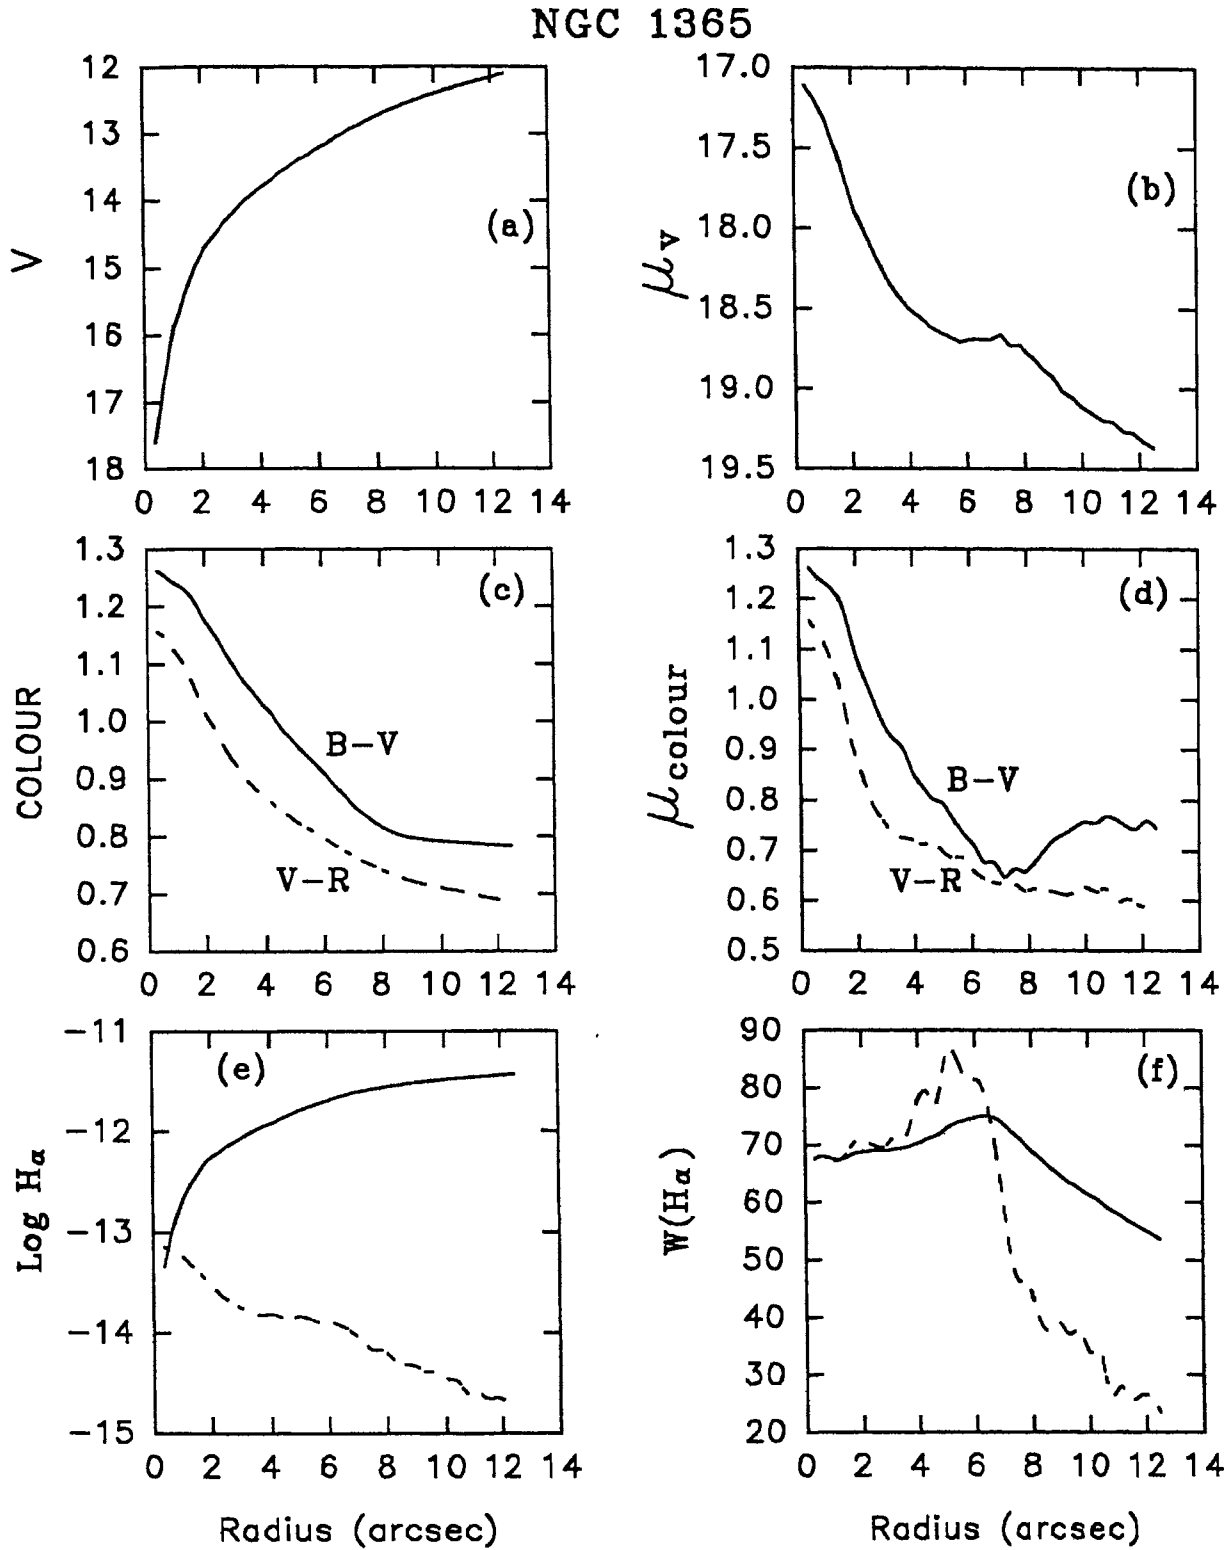 NGC 1365
12
13
14
15
16
17
18
V
(a)
0 2 4 6 8 10 12 14
17.0
17.5
18.0
18.5
19.0
19.5
μv
(b)
0 2 4 6 8 10 12 14
1.3
1.2
1.1
1.0
0.9
0.8
0.7
0.6
COLOUR
(c)
B-V
V-R
0 2 4 6 8 10 12 14
1.3
1.2
1.1
1.0
0.9
0.8
0.7
0.6
0.5
μcolour
(d)
B-V
V-R
0 2 4 6 8 10 12 14
-11
-12
-13
-14
-15
Log Hα
(e)
0 2 4 6 8 10 12 14
Radius (arcsec)
90
80
70
60
50
40
30
20
W(Hα)
(f)
0 2 4 6 8 10 12 14
Radius (arcsec)